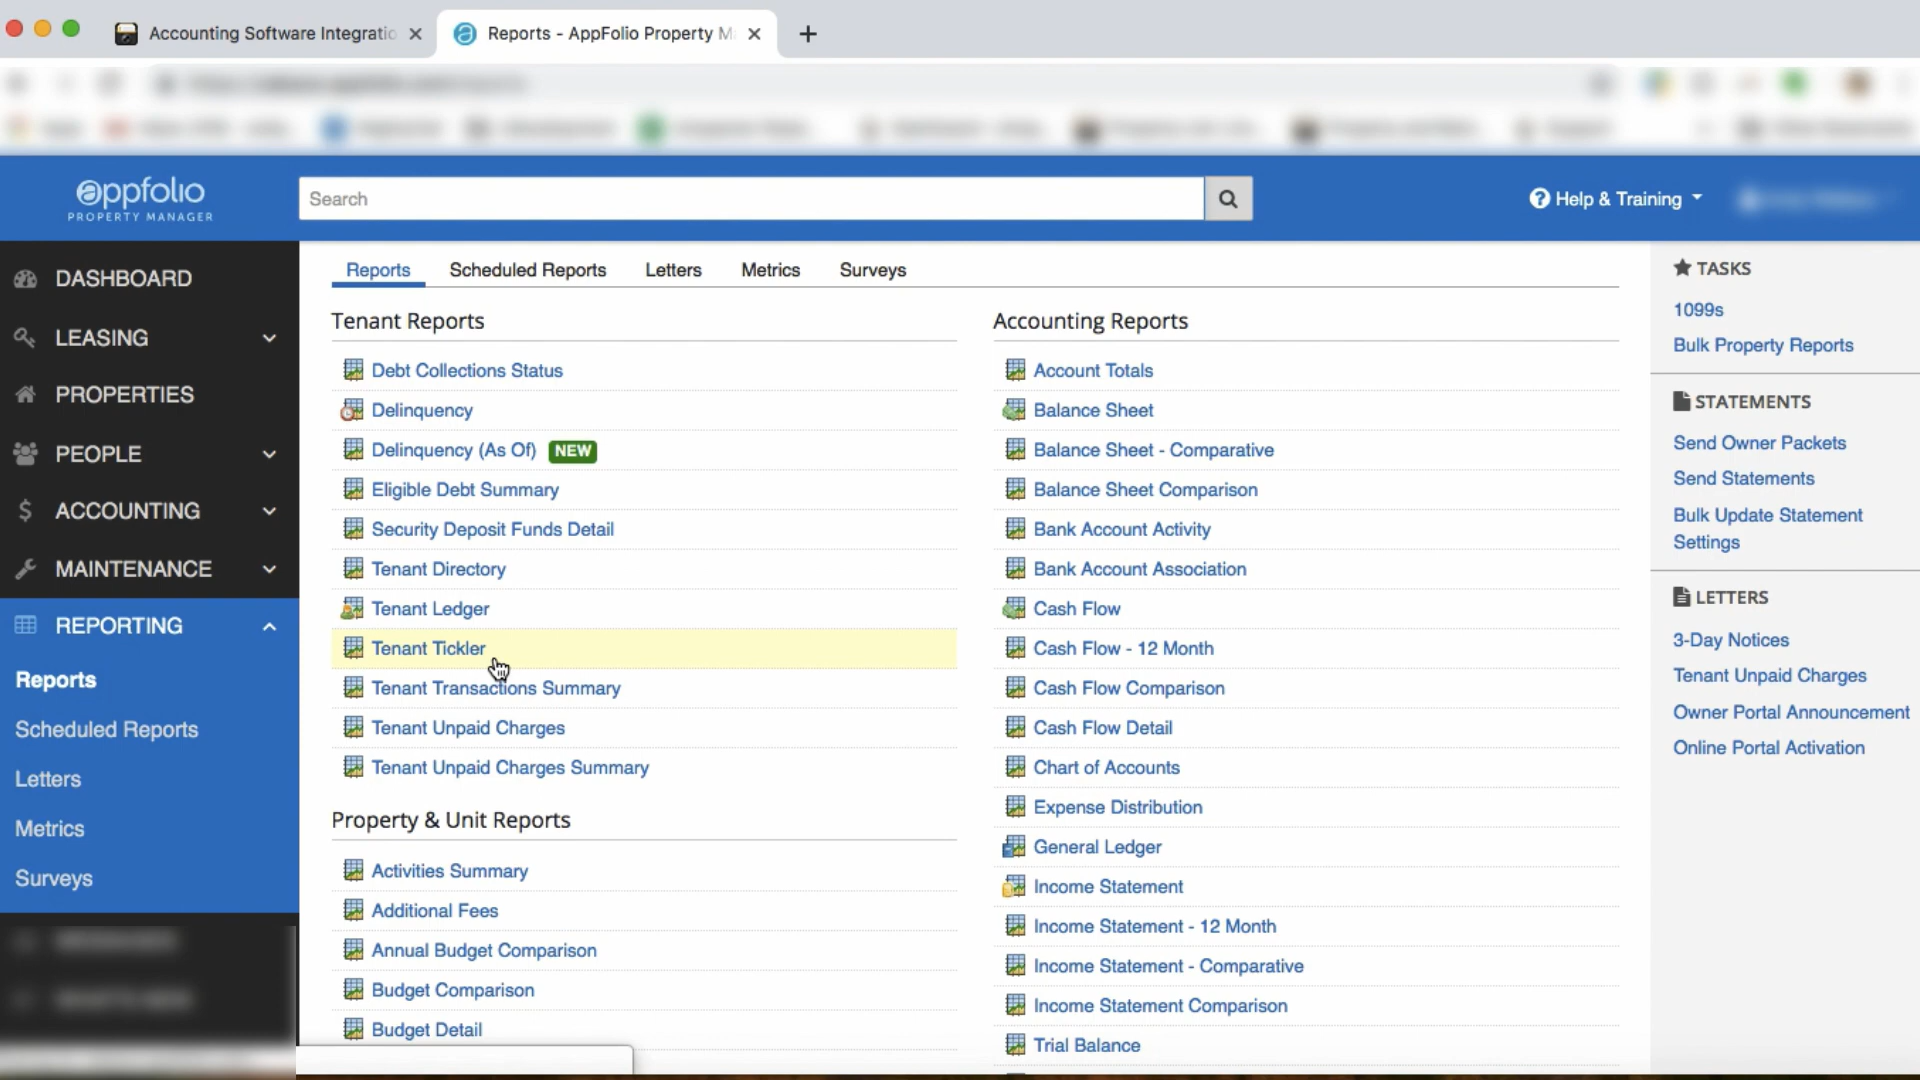 Accounting Software Integratio
Reports - AppFolio Property M
appfolio
PROPERTY MANAGER
Search
Help & Training
DASHBOARD
LEASING
PROPERTIES
PEOPLE
ACCOUNTING
MAINTENANCE
REPORTING
Reports
Scheduled Reports
Letters
Metrics
Surveys
Reports
Scheduled Reports
Letters
Metrics
Surveys
Tenant Reports
Debt Collections Status
Delinquency
Delinquency (As Of) NEW
Eligible Debt Summary
Security Deposit Funds Detail
Tenant Directory
Tenant Ledger
Tenant Tickler
Tenant Transactions Summary
Tenant Unpaid Charges
Tenant Unpaid Charges Summary
Property & Unit Reports
Activities Summary
Additional Fees
Annual Budget Comparison
Budget Comparison
Budget Detail
Accounting Reports
Account Totals
Balance Sheet
Balance Sheet - Comparative
Balance Sheet Comparison
Bank Account Activity
Bank Account Association
Cash Flow
Cash Flow - 12 Month
Cash Flow Comparison
Cash Flow Detail
Chart of Accounts
Expense Distribution
General Ledger
Income Statement
Income Statement - 12 Month
Income Statement - Comparative
Income Statement Comparison
Trial Balance
TASKS
1099s
Bulk Property Reports
STATEMENTS
Send Owner Packets
Send Statements
Bulk Update Statement
Settings
LETTERS
3-Day Notices
Tenant Unpaid Charges
Owner Portal Announcement
Online Portal Activation